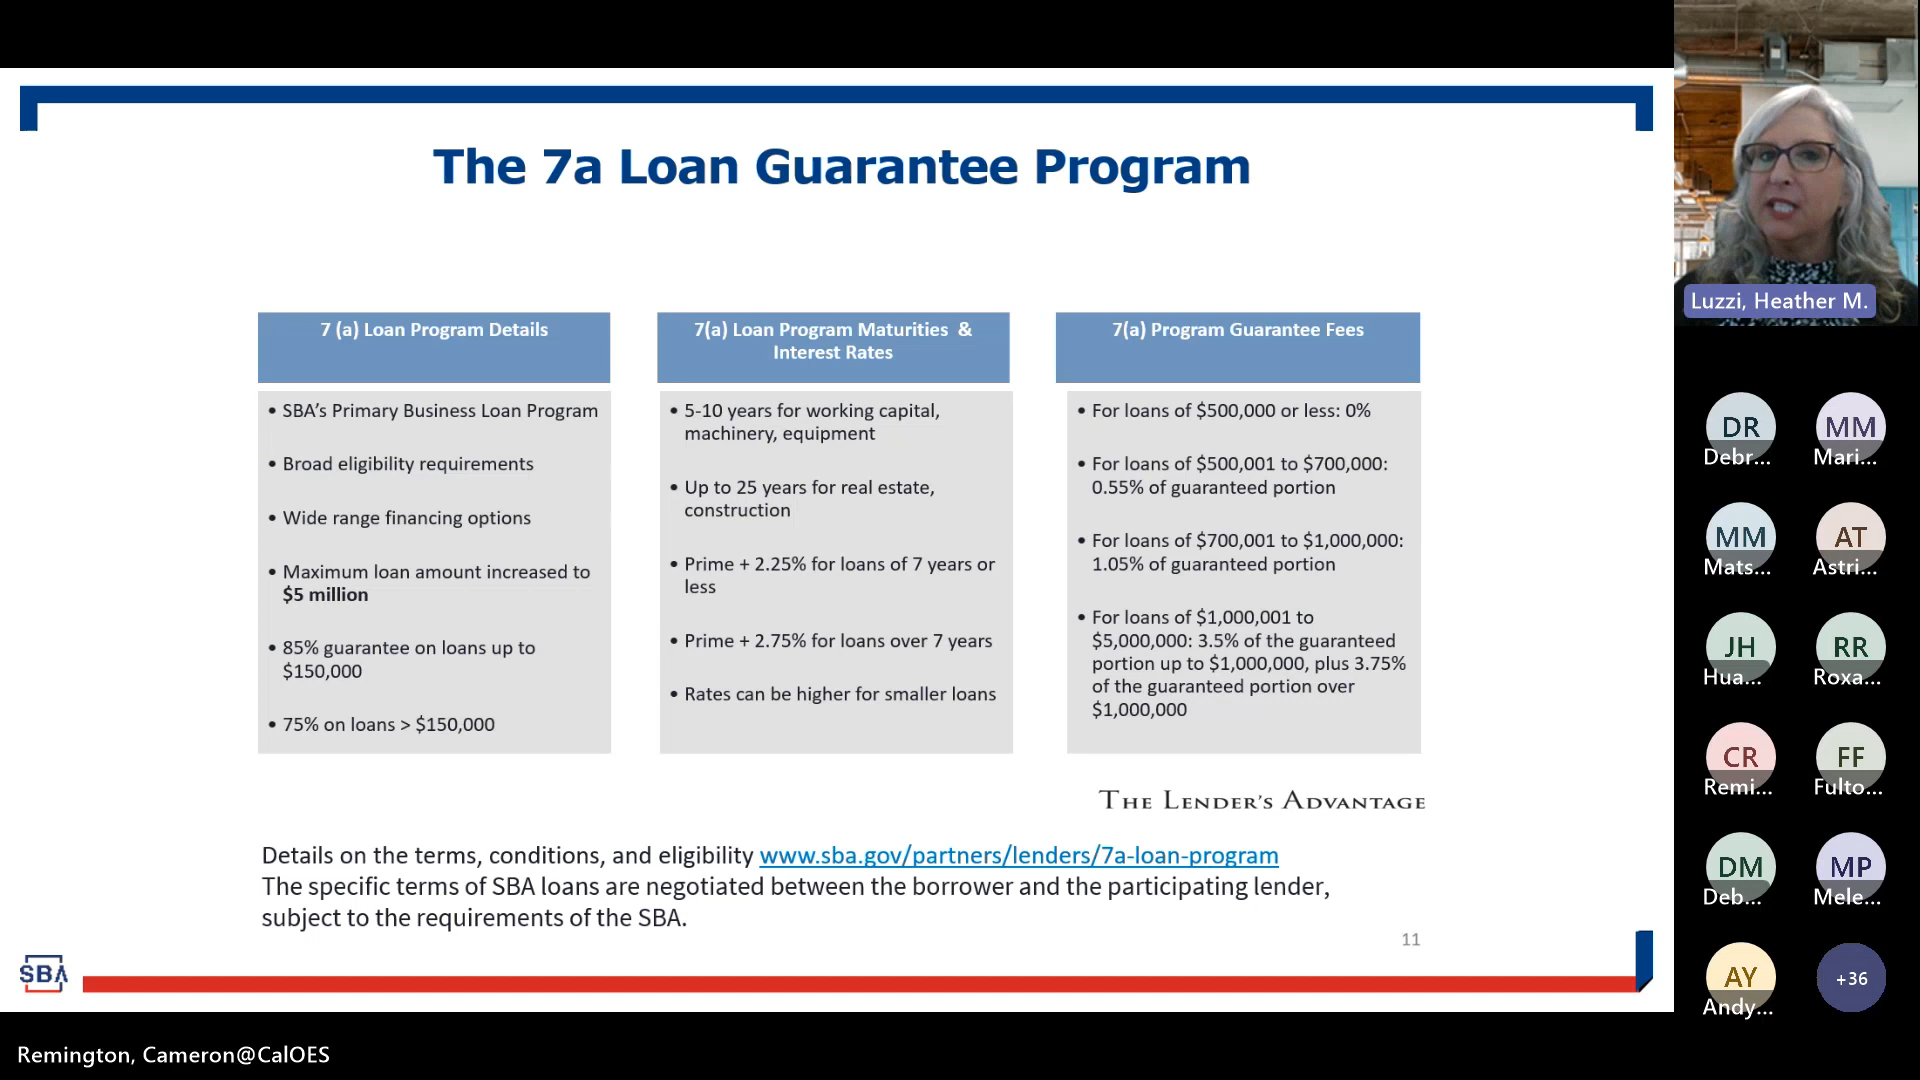 The 7a Loan Guarantee Program
7 (a) Loan Program Details
• SBA's Primary Business Loan Program
• Broad eligibility requirements
• Wide range financing options
• Maximum loan amount increased to
$5 million
• 85% guarantee on loans up to
$150,000
• 75% on loans > $150,000
7(a) Loan Program Maturities &
Interest Rates
• 5-10 years for working capital,
machinery, equipment
• Up to 25 years for real estate,
construction
• Prime + 2.25% for loans of 7 years or
less
• Prime + 2.75% for loans over 7 years
• Rates can be higher for smaller loans
7(a) Program Guarantee Fees
• For loans of $500,000 or less: 0%
• For loans of $500,001 to $700,000:
0.55% of guaranteed portion
• For loans of $700,001 to $1,000,000:
1.05% of guaranteed portion
• For loans of $1,000,001 to
$5,000,000: 3.5% of the guaranteed
portion up to $1,000,000, plus 3.75%
of the guaranteed portion over
$1,000,000
The Lender's Advantage
Details on the terms, conditions, and eligibility www.sba.gov/partners/lenders/7a-loan-program
The specific terms of SBA loans are negotiated between the borrower and the participating lender,
subject to the requirements of the SBA.
11
SBA
Remington, Cameron@CalOES
Luzzi, Heather M.
DR
Debr...
MM
Mari...
MM
Mats...
AT
Astri...
JH
Hua...
RR
Roxa...
CR
Remi...
FF
Fulto...
DM
Deb...
MP
Mele...
AY
Andy...
+36